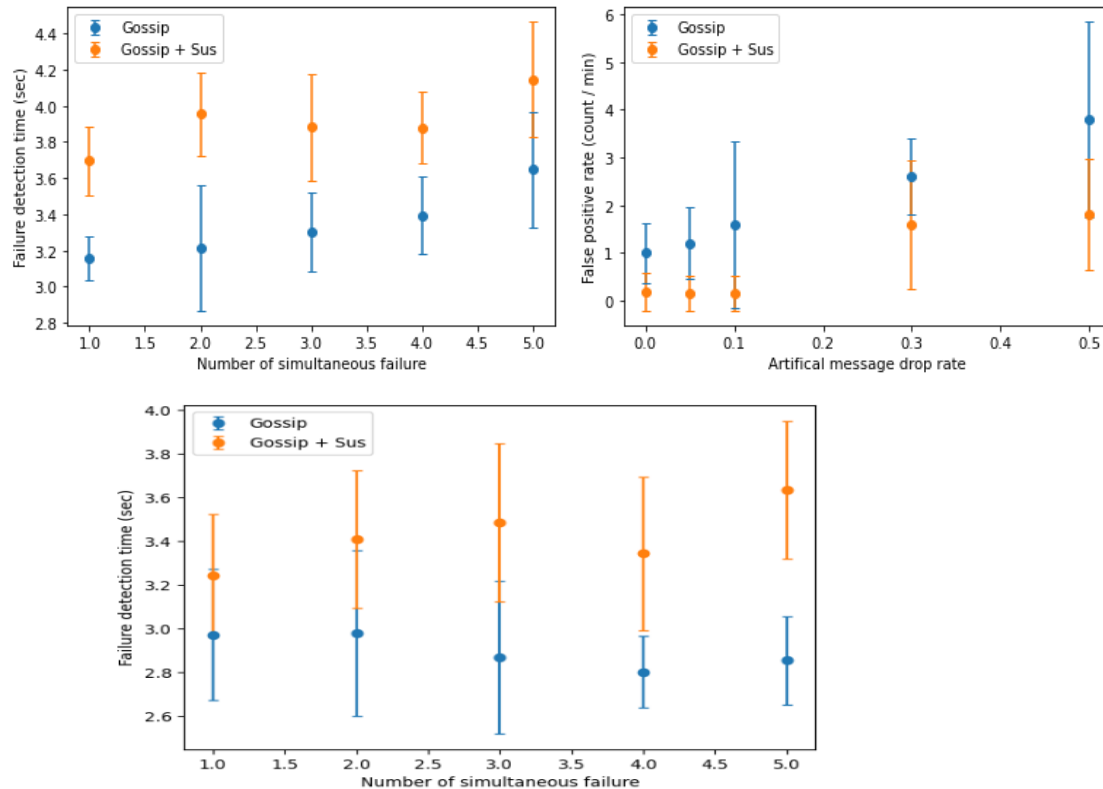 Failure detection time (sec)
4.4
4.2
4.0
3.8
3.6
3.4
3.2
3.0
2.8
Gossip
Gossip + Sus
1.0 1.5 2.0 2.5 3.0 3.5 4.0 4.5 5.0
Number of simultaneous failure
False positive rate (count / min)
6
5
4
3
2
1
0
Gossip
Gossip + Sus
0.0 0.1 0.2 0.3 0.4 0.5
Artifical message drop rate
Failure detection time (sec)
4.0
3.8
3.6
3.4
3.2
3.0
2.8
2.6
Gossip
Gossip + Sus
1.0 1.5 2.0 2.5 3.0 3.5 4.0 4.5 5.0
Number of simultaneous failure